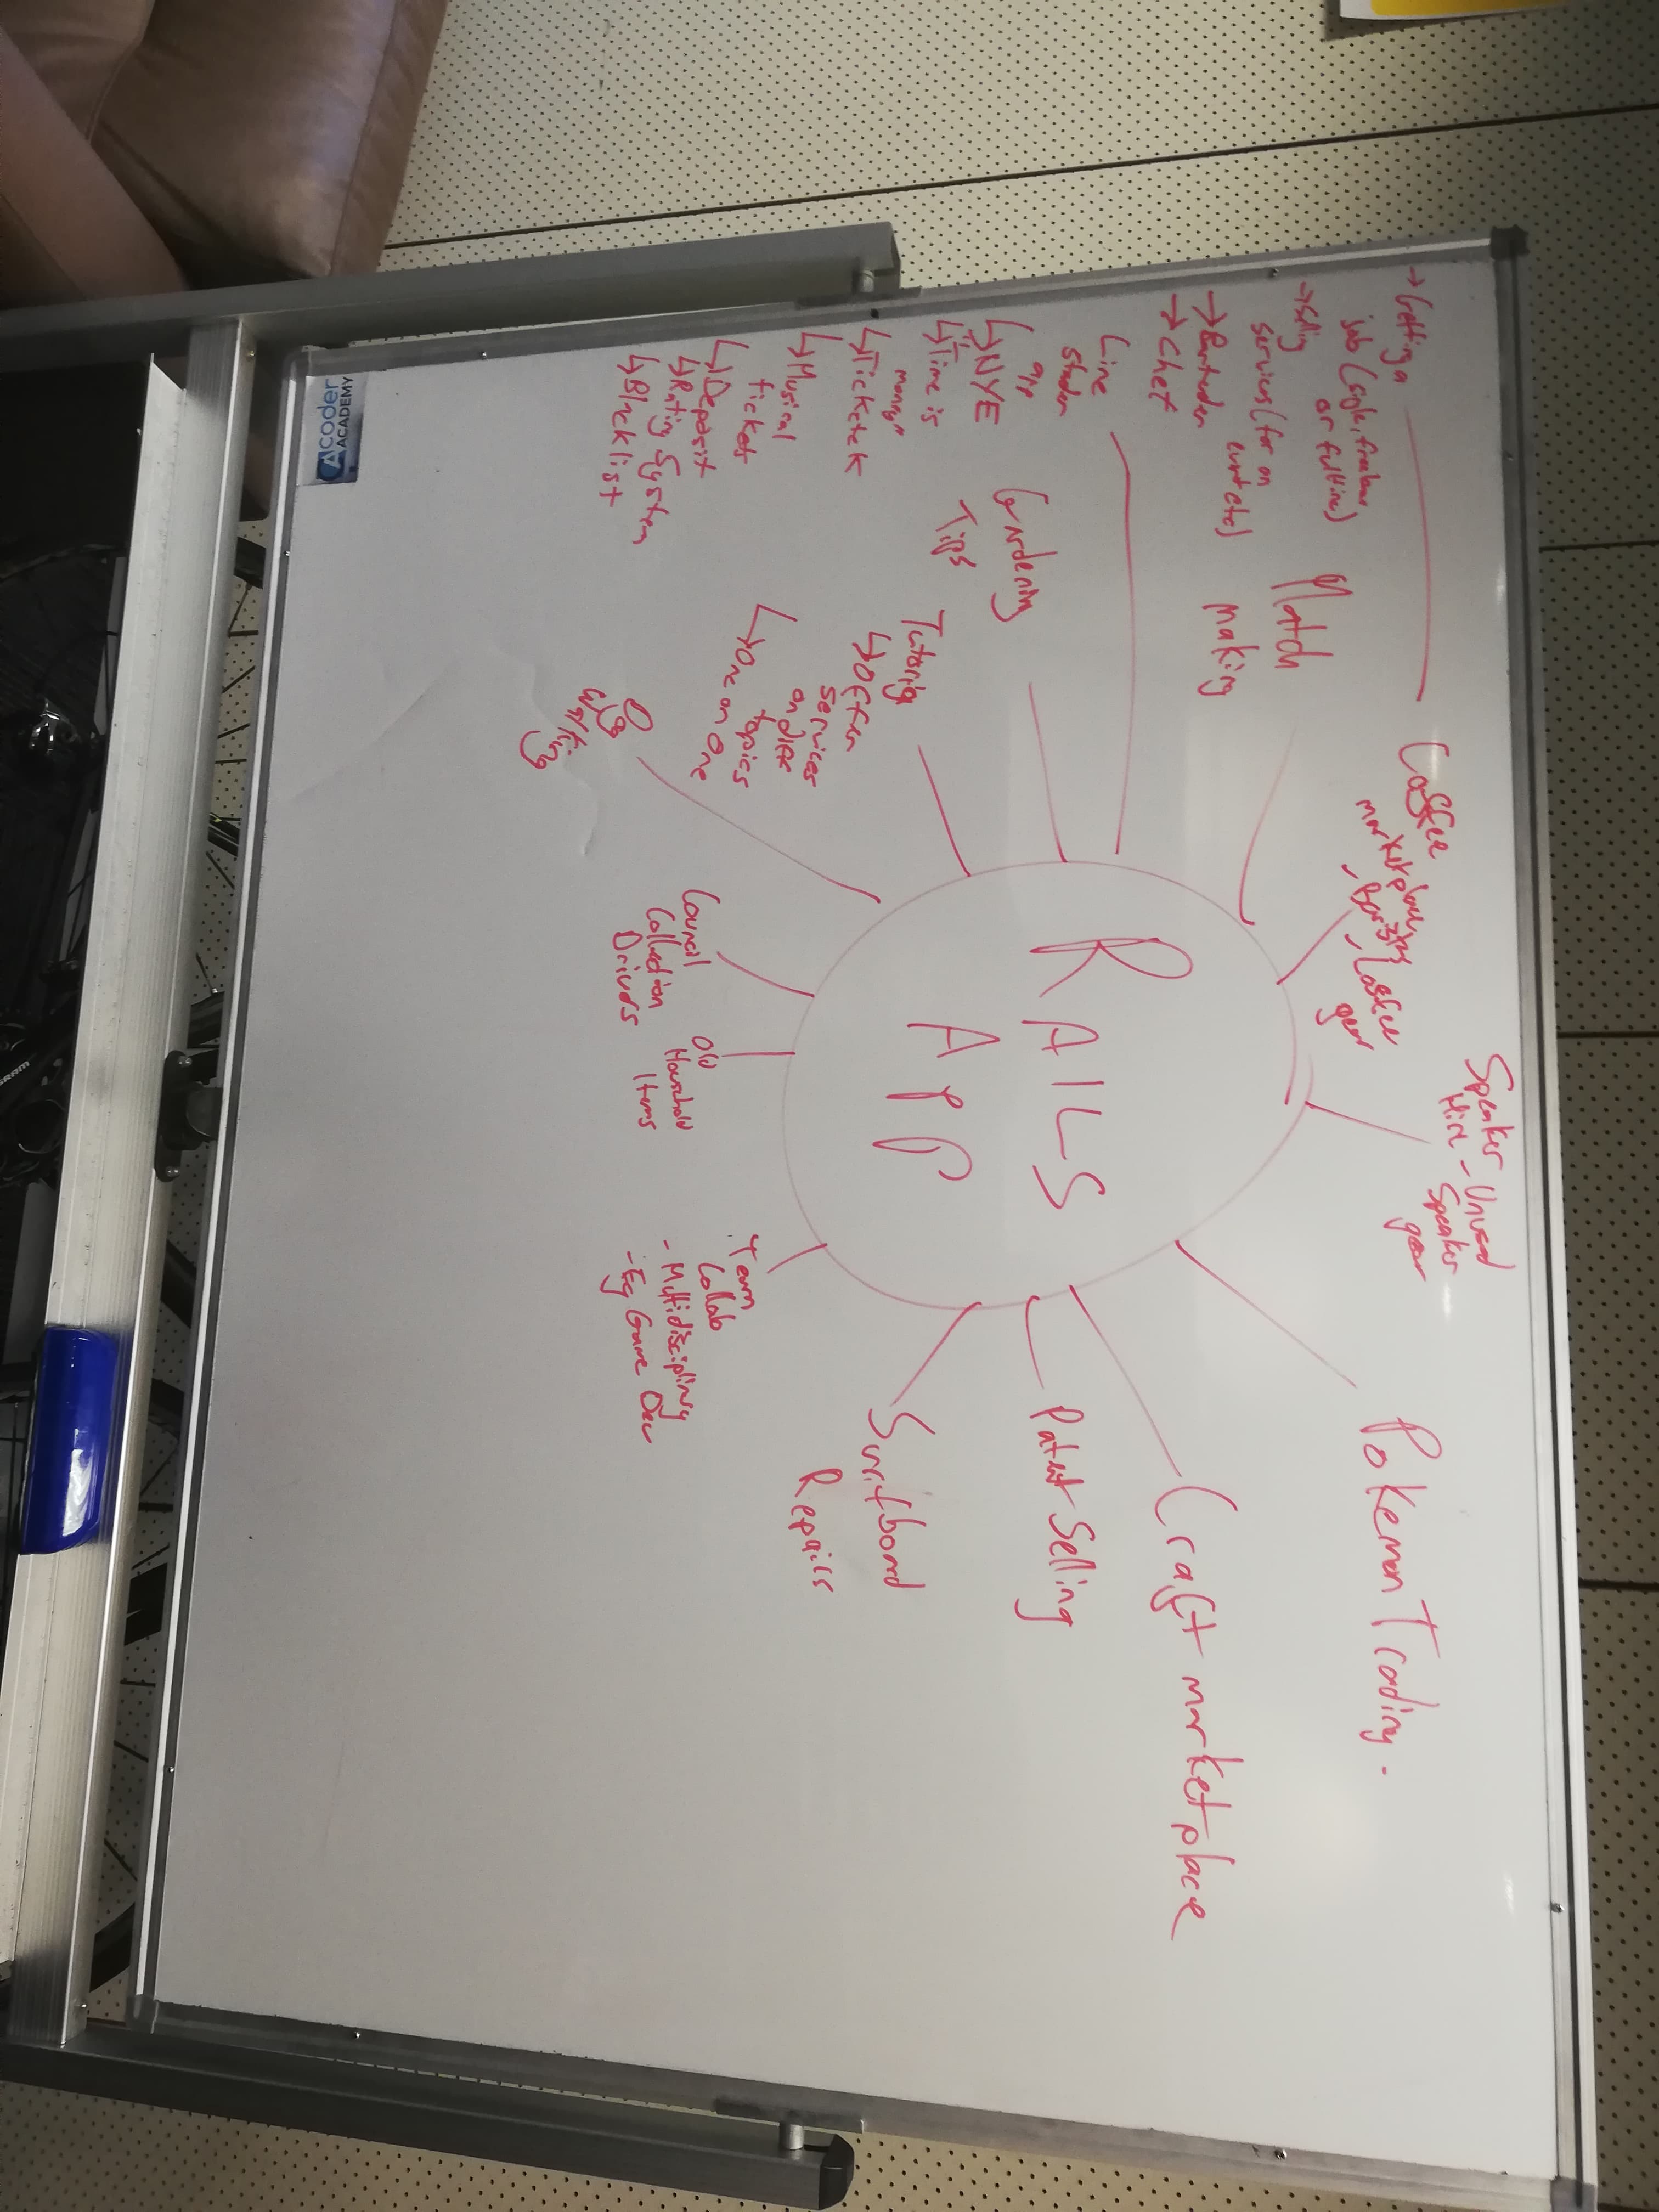 RAILS
App
Coffee
marketplace
- Baristas
- Coffee
gear
Speaker
Hire - Unused
Speaker
gear
Pokemon Trading.
Craft marketplace
Patent Selling
Surfboard
Repairs
Team
Collab
- Multidisciplinary
- Eg Game Dev
Old
Household
Items
Council
Collection
Drivers
Dog
Walking
Tutoring
↳ Offer
services
on diff
topics
↳ One on One
Gardening
Tips
Match
making
→ Getting a
job (single, freelance
or fulltime)
→ Selling
services (for an
event etc)
→ Bartender
→ Chef
Line
stander
app
↳ NYE
↳ "Time is
money"
↳ Ticketek
↳ Musical
tickets
↳ Deposit
↳ Rating System
↳ Blacklist
coder
ACADEMY